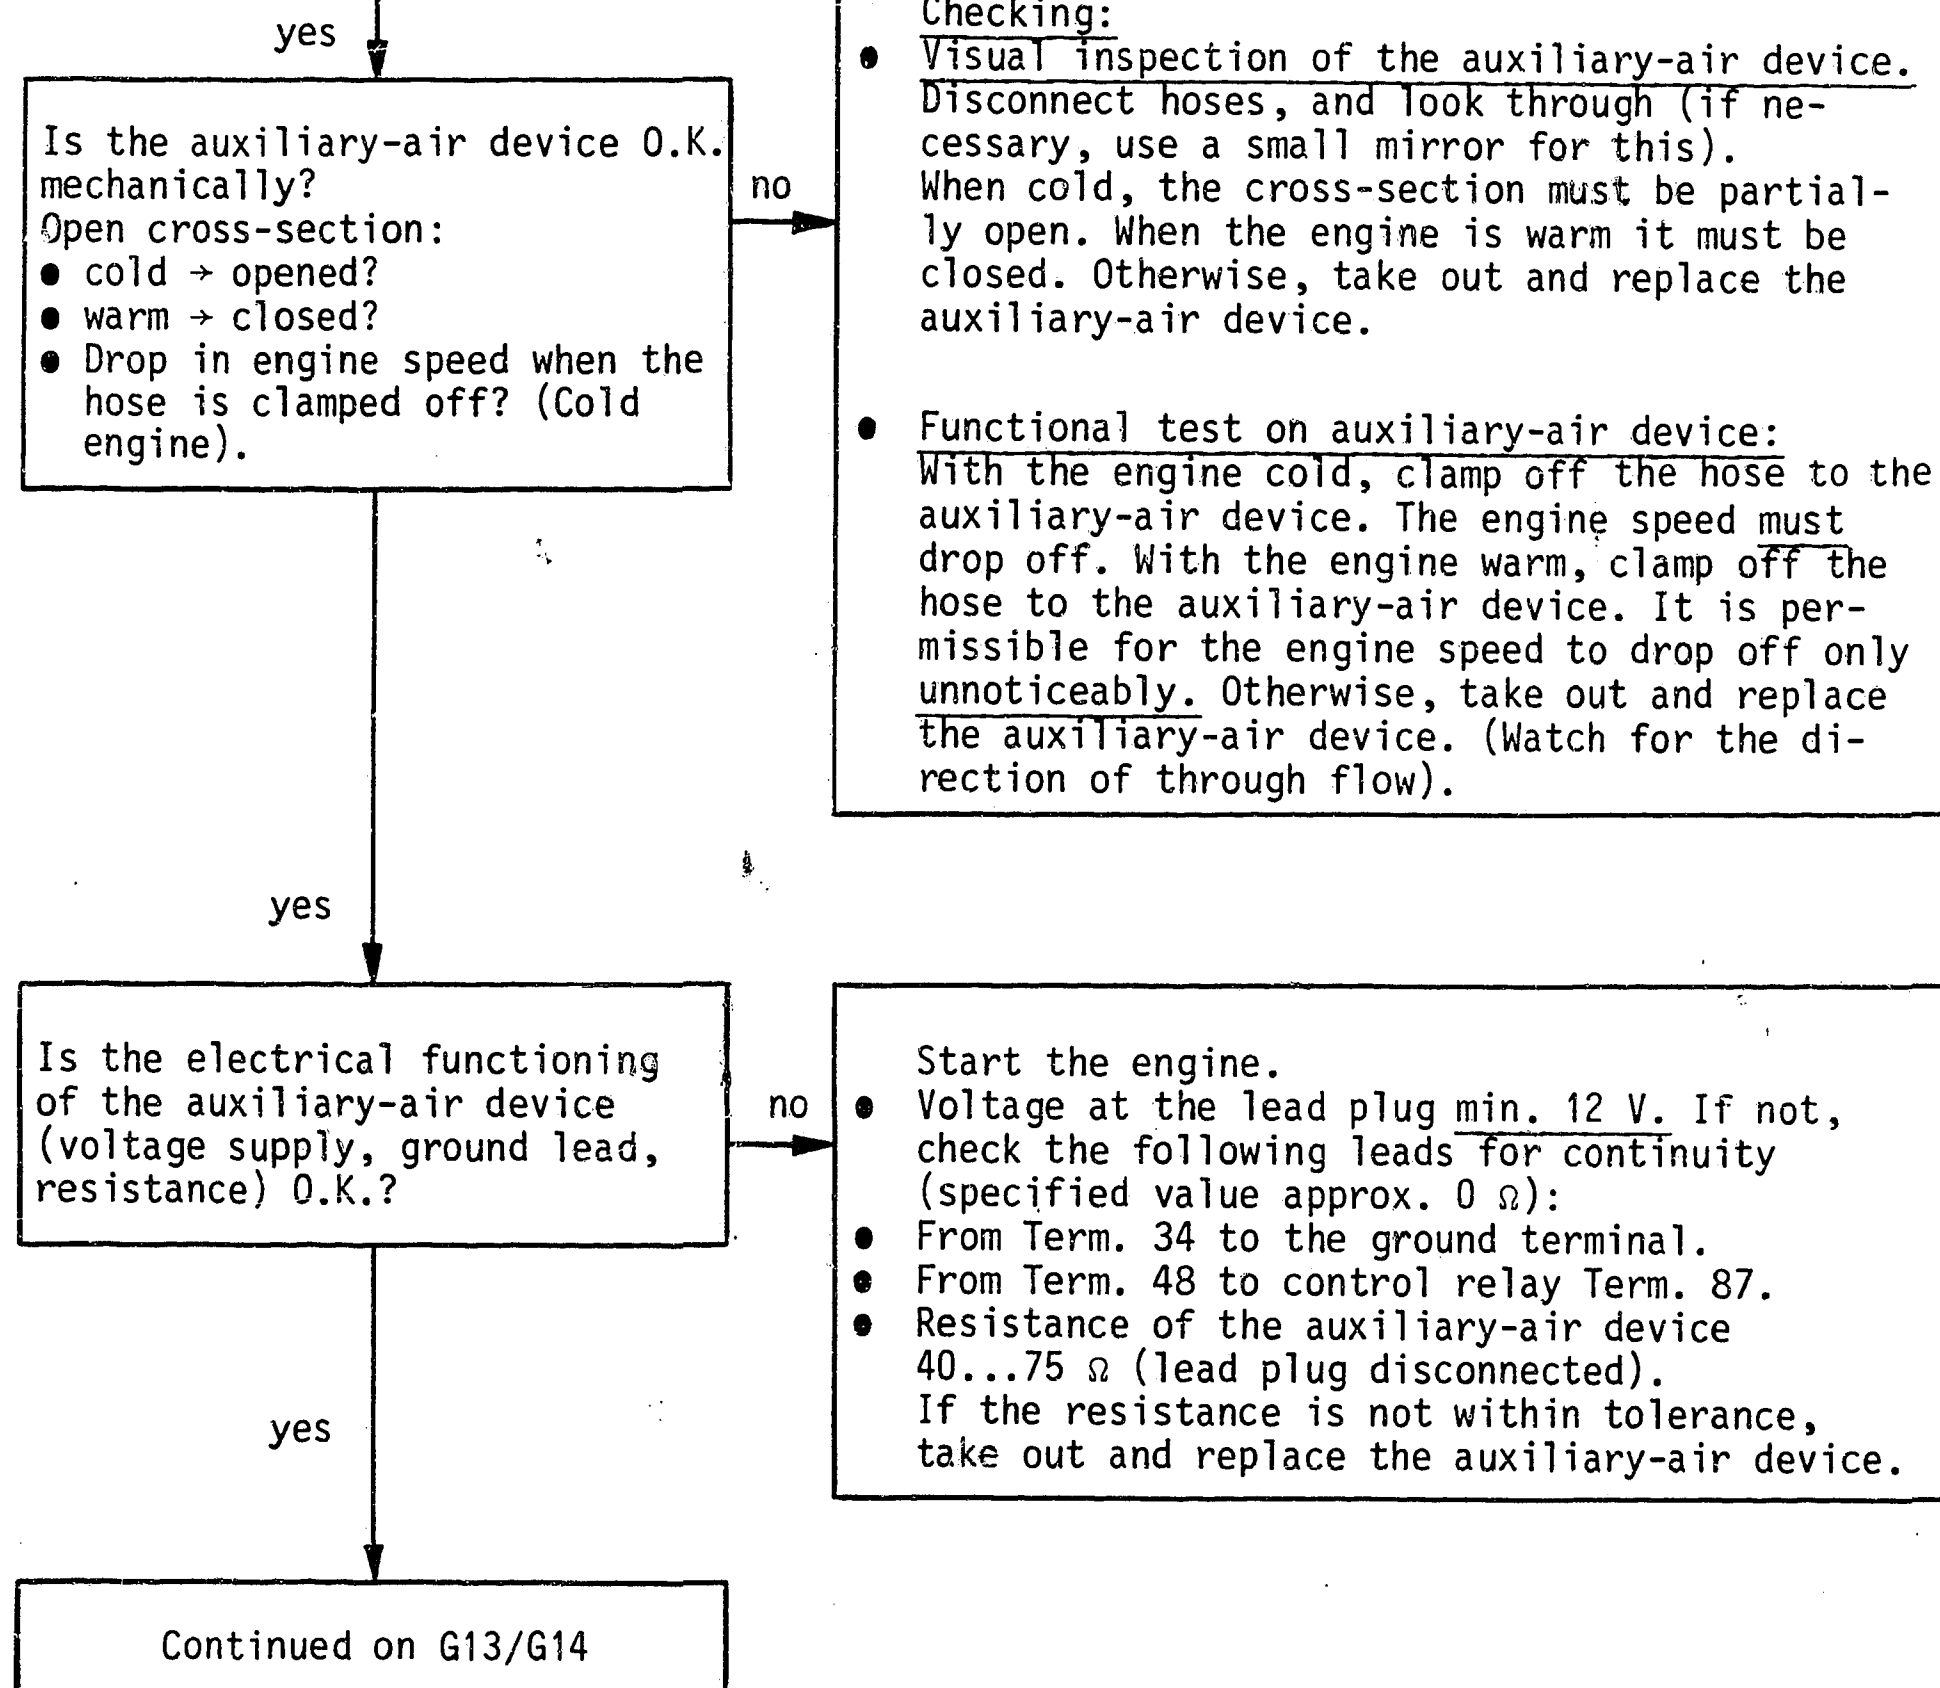 yes
Is the auxiliary-air device O.K.
mechanically?
Open cross-section:
● cold → opened?
● warm → closed?
● Drop in engine speed when the
hose is clamped off? (Cold
engine).
no
Checking:
● Visual inspection of the auxiliary-air device.
Disconnect hoses, and look through (if ne-
cessary, use a small mirror for this).
When cold, the cross-section must be partial-
ly open. When the engine is warm it must be
closed. Otherwise, take out and replace the
auxiliary-air device.
● Functional test on auxiliary-air device:
With the engine cold, clamp off the hose to the
auxiliary-air device. The engine speed must
drop off. With the engine warm, clamp off the
hose to the auxiliary-air device. It is per-
missible for the engine speed to drop off only
unnoticeably. Otherwise, take out and replace
the auxiliary-air device. (Watch for the di-
rection of through flow).
yes
Is the electrical functioning
of the auxiliary-air device
(voltage supply, ground lead,
resistance) O.K.?
no
Start the engine.
● Voltage at the lead plug min. 12 V. If not,
check the following leads for continuity
(specified value approx. 0 Ω):
● From Term. 34 to the ground terminal.
● From Term. 48 to control relay Term. 87.
● Resistance of the auxiliary-air device
40...75 Ω (lead plug disconnected).
If the resistance is not within tolerance,
take out and replace the auxiliary-air device.
yes
Continued on G13/G14